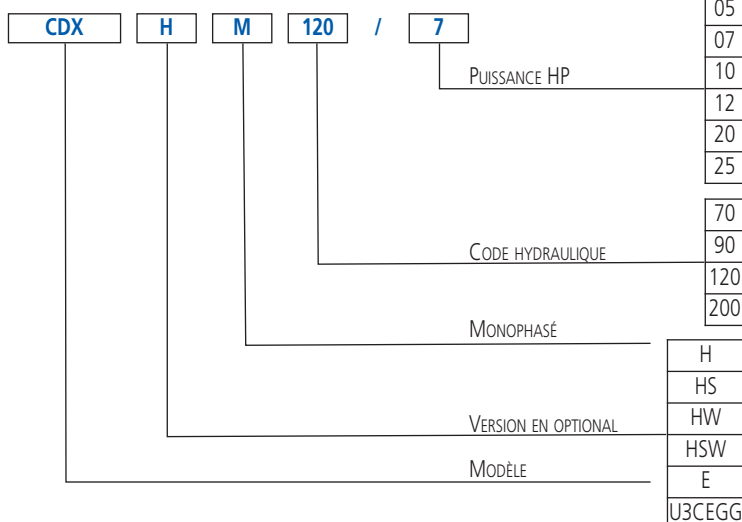 CDX H M 120 / 7
05
07
PUISSANCE HP 10
12
20
25
70
CODE HYDRAULIQUE 90
120
200
MONOPHASÉ
H
HS
VERSION EN OPTIONAL HW
HSW
MODÈLE E
U3CEGG